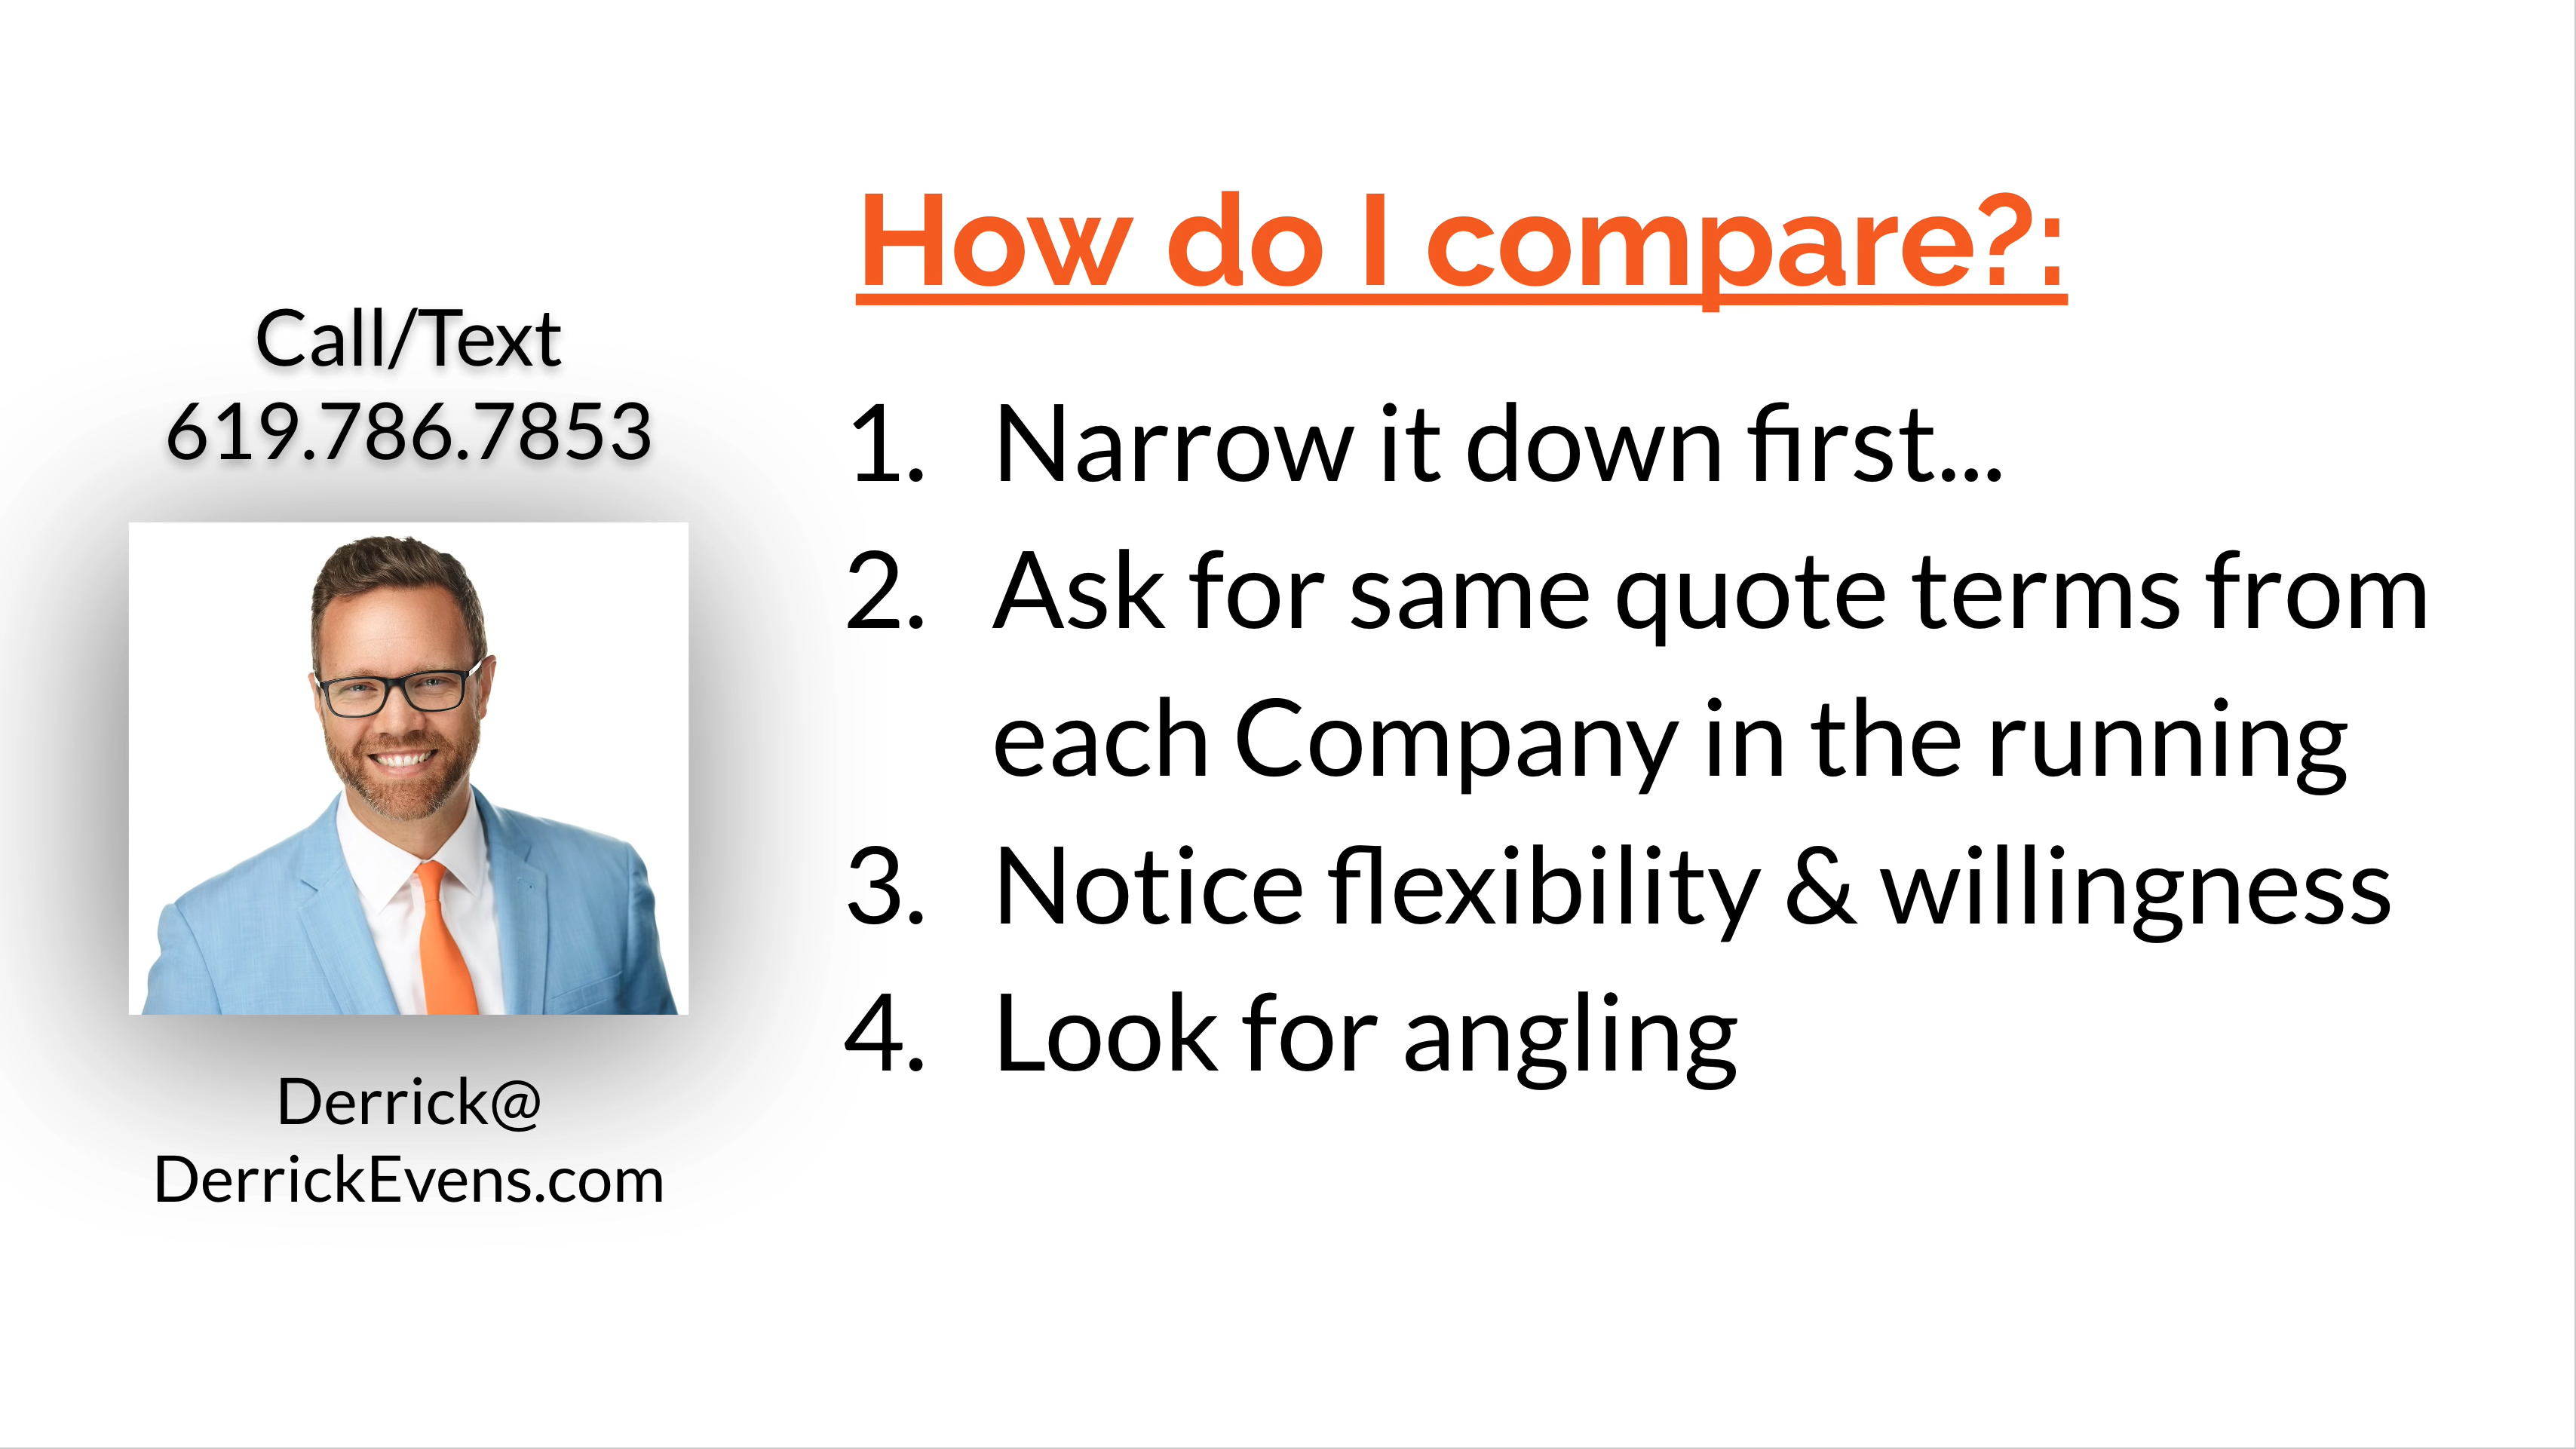 Call/Text
619.786.7853
Derrick@
DerrickEvens.com
How do I compare?:
1. Narrow it down first...
2. Ask for same quote terms from
each Company in the running
3. Notice flexibility & willingness
4. Look for angling